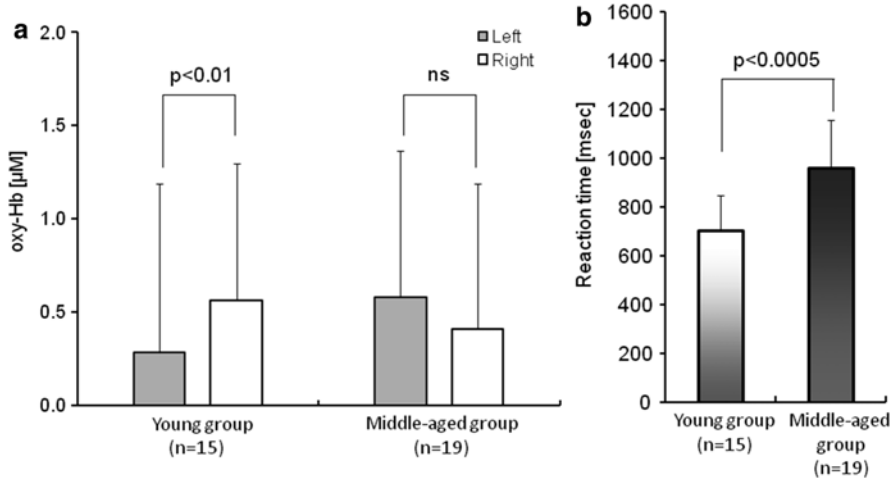 a
2.0
1.5
1.0
0.5
0.0
oxy-Hb [µM]
Left
Right
p<0.01
ns
Young group
(n=15)
Middle-aged group
(n=19)
b
1600
1400
1200
1000
800
600
400
200
0
Reaction time [msec]
p<0.0005
Young group
(n=15)
Middle-aged
group
(n=19)